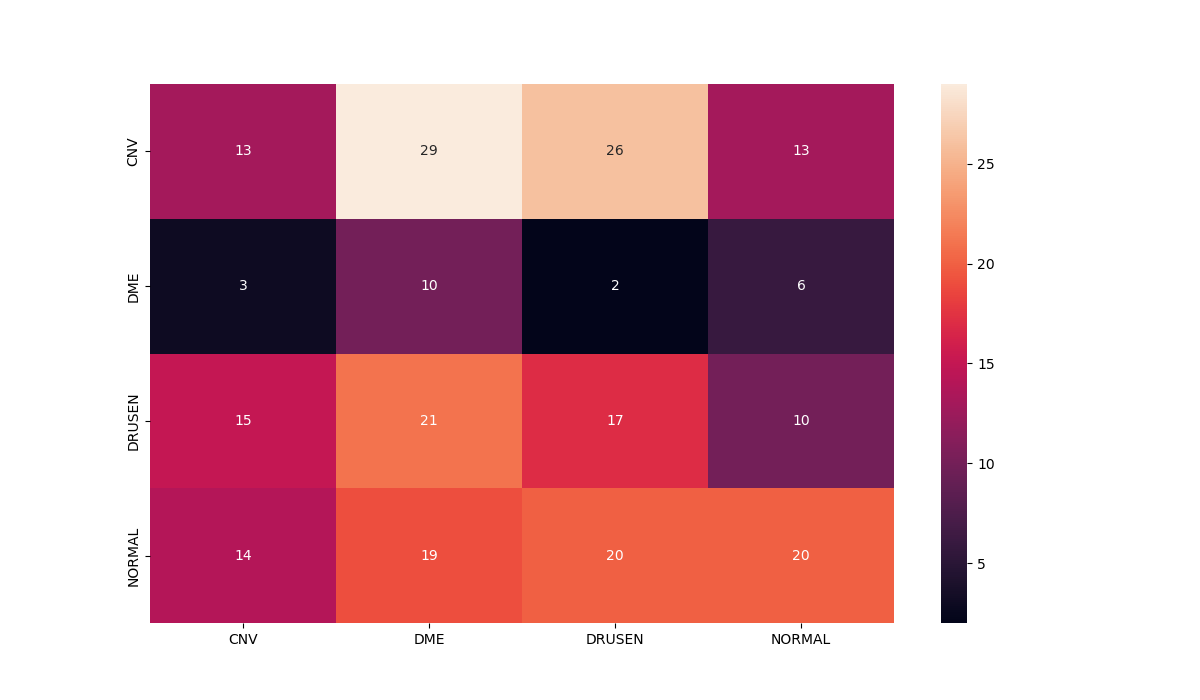 CNV 13 29 26 13
DME 3 10 2 6
DRUSEN 15 21 17 10
NORMAL 14 19 20 20
CNV DME DRUSEN NORMAL
25
20
15
10
5